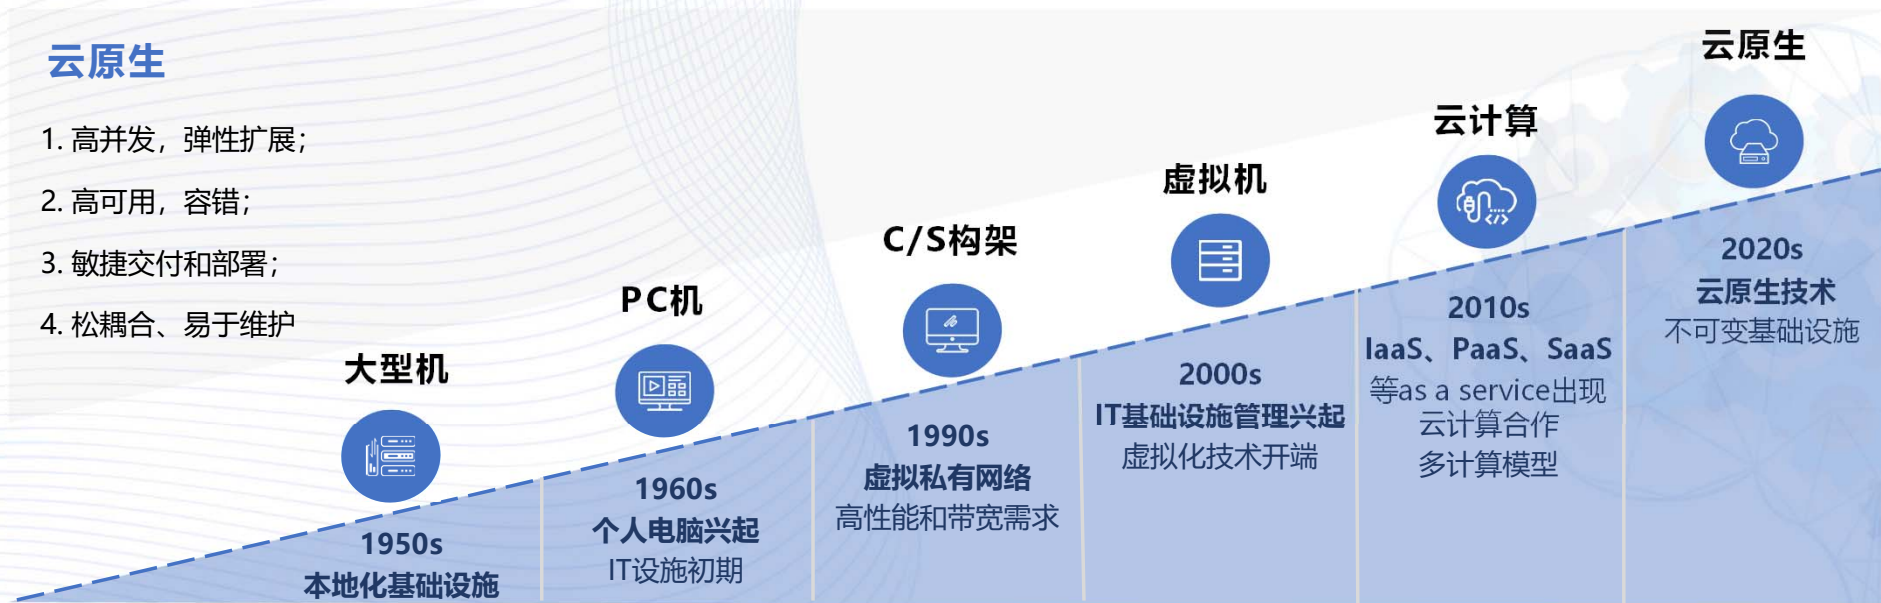 云原生
1. 高并发，弹性扩展；
2. 高可用，容错；
3. 敏捷交付和部署；
4. 松耦合、易于维护
大型机
1950s
本地化基础设施
PC机
1960s
个人电脑兴起
IT设施初期
C/S构架
1990s
虚拟私有网络
高性能和带宽需求
虚拟机
2000s
IT基础设施管理兴起
虚拟化技术开端
云计算
2010s
IaaS、PaaS、SaaS
等as a service出现
云计算合作
多计算模型
云原生
2020s
云原生技术
不可变基础设施